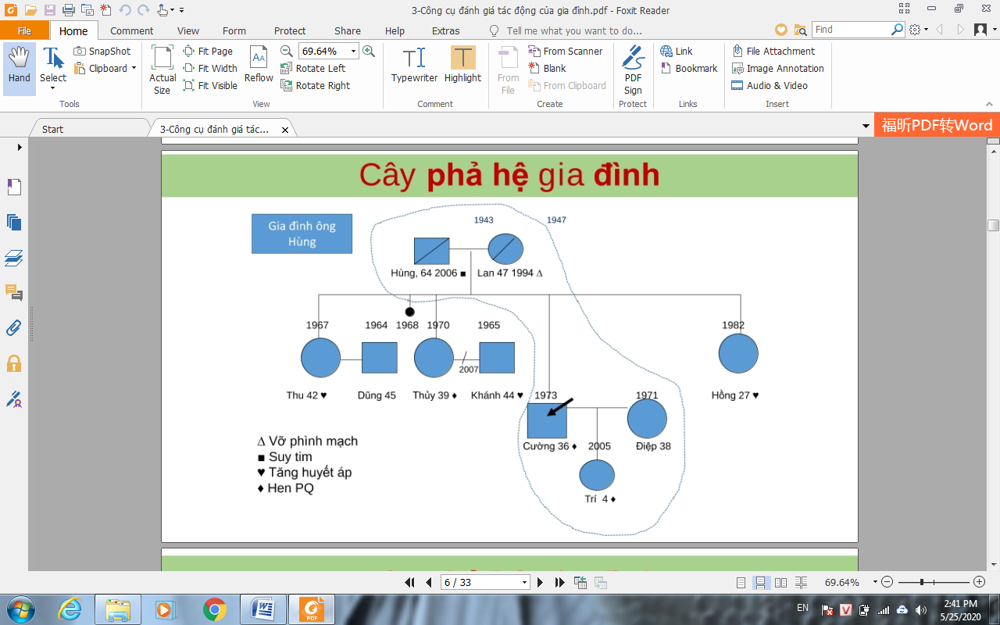 3-Công cụ đánh giá tác động của gia đình.pdf - Foxit Reader
File Home Comment View Form Protect Share Help Extras Tell me what you want to do... Find
Hand
Select
SnapShot
Clipboard
Tools
Actual Size
Fit Page
Fit Width
Fit Visible
Reflow
69.64%
Rotate Left
Rotate Right
View
Typewriter
Highlight
Comment
From File
From Scanner
Blank
From Clipboard
Create
PDF Sign
Protect
Link
Bookmark
Links
File Attachment
Image Annotation
Audio & Video
Insert
Start
3-Công cụ đánh giá tác...
福昕PDF转Word
Cây phả hệ gia đình
Gia đình ông
Hùng
1943 1947
Hùng, 64 2006 ■ Lan 47 1994 Δ
1967 1964 1968 1970 1965 1982
2007
Thu 42 ♥ Dũng 45 Thủy 39 ♦ Khánh 44 ♥ 1973 1971 Hồng 27 ♥
Cường 36 ♦ 2005 Điệp 38
Trí 4 ♦
Δ Vỡ phình mạch
■ Suy tim
♥ Tăng huyết áp
♦ Hen PQ
6 / 33
69.64%
PDF
EN
2:41 PM
5/25/2020